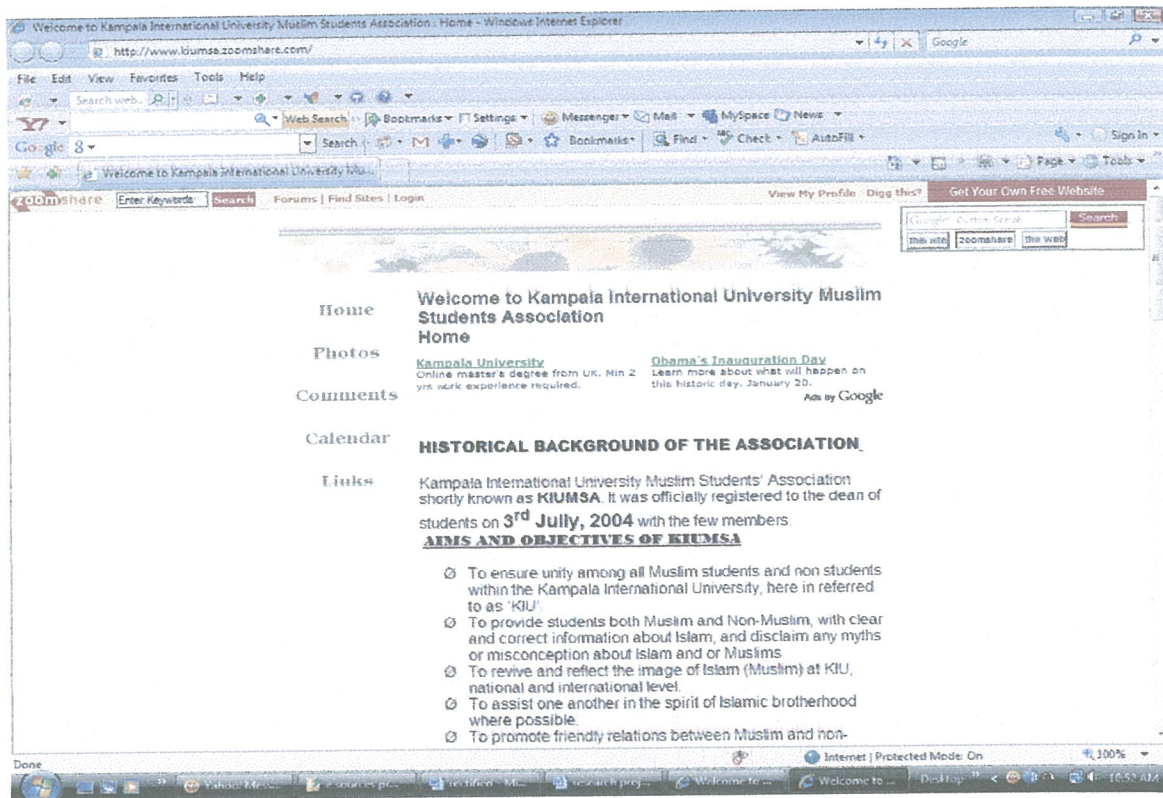 Welcome to Kampala International University Muslim Students Association : Home - Windows Internet Explorer
http://www.kiumsa.zoomshare.com/
Google
File Edit View Favorites Tools Help
Search web..
Y? Web Search Bookmarks Settings Messenger Mail MySpace News
Google 8 Search Bookmarks Find Check AutoFill Sign In
Welcome to Kampala International University Mu... Page Tools
zoomshare Enter Keywords Search Forums | Find Sites | Login View My Profile Digg this? Get Your Own Free Website
Google Search
this site zoomshare the web
Home
Photos
Comments
Calendar
Links
Welcome to Kampala International University Muslim
Students Association
Home
Kampala University
Online master's degree from UK. Min 2
yrs work experience required.
Obama's Inauguration Day
Learn more about what will happen on
this historic day. January 20.
Ads by Google
HISTORICAL BACKGROUND OF THE ASSOCIATION
Kampala International University Muslim Students' Association
shortly known as KIUMSA. It was officially registered to the dean of
students on 3rd Jully, 2004 with the few members
AIMS AND OBJECTIVES OF KIUMSA
To ensure unity among all Muslim students and non students
within the Kampala International University, here in referred
to as 'KIU'.
To provide students both Muslim and Non-Muslim, with clear
and correct information about Islam, and disclaim any myths
or misconception about Islam and or Muslims
To revive and reflect the image of Islam (Muslim) at KIU,
national and international level.
To assist one another in the spirit of Islamic brotherhood
where possible.
To promote friendly relations between Muslim and non-
Done Internet | Protected Mode: On 100%
Yahoo! Mess... rectified - Mi... research proj... Welcome to ... Welcome to ... Desktop 10:52 AM